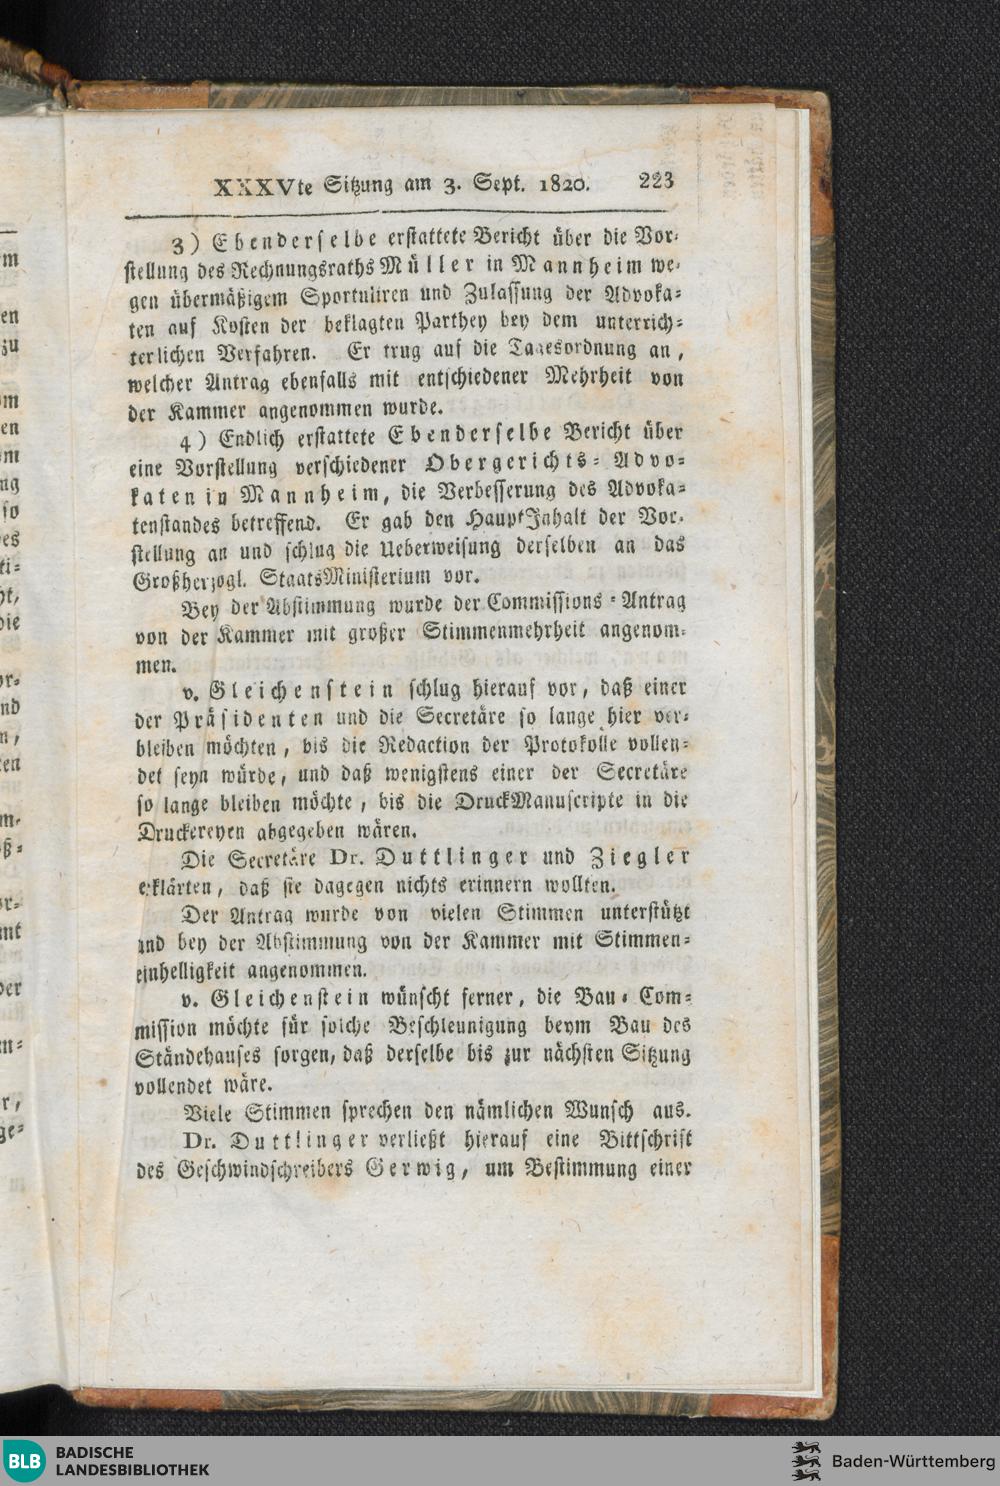 XXXVte Sitzung am 3. Sept. 1820. 223
3) Ebenderselbe erstattete Bericht über die Vor-
stellung des Rechnungsraths Müller in Mannheim we-
gen übermäßigem Sportuliren und Zulassung der Advoka-
ten auf Kosten der beklagten Parthey bey dem unterrich-
terlichen Verfahren. Er trug auf die Tagesordnung an,
welcher Antrag ebenfalls mit entschiedener Mehrheit von
der Kammer angenommen wurde.
4) Endlich erstattete Ebenderselbe Bericht über
eine Vorstellung verschiedener Obergerichts-Advo-
katen in Mannheim, die Verbesserung des Advoka-
tenstandes betreffend. Er gab den HauptInhalt der Vor-
stellung an und schlug die Ueberweisung derselben an das
Großherzogl. StaatsMinisterium vor.
Bey der Abstimmung wurde der Commissions-Antrag
von der Kammer mit großer Stimmenmehrheit angenom-
men.
v. Gleichenstein schlug hierauf vor, daß einer
der Präsidenten und die Secretäre so lange hier ver-
bleiben möchten, bis die Redaction der Protokolle vollen-
det seyn würde, und daß wenigstens einer der Secretäre
so lange bleiben möchte, bis die DruckManuscripte in die
Druckereyen abgegeben wären.
Die Secretäre Dr. Duttlinger und Ziegler
erklärten, daß sie dagegen nichts erinnern wollten.
Der Antrag wurde von vielen Stimmen unterstützt
und bey der Abstimmung von der Kammer mit Stimmen-
einhelligkeit angenommen.
v. Gleichenstein wünscht ferner, die Bau-Com-
mission möchte für solche Beschleunigung beym Bau des
Ständehauses sorgen, daß derselbe bis zur nächsten Sitzung
vollendet wäre.
Viele Stimmen sprechen den nämlichen Wunsch aus.
Dr. Duttlinger verließt hierauf eine Bittschrift
des Geschwindschreibers Gerwig, um Bestimmung einer
BLB BADISCHE
LANDESBIBLIOTHEK
Baden-Württemberg